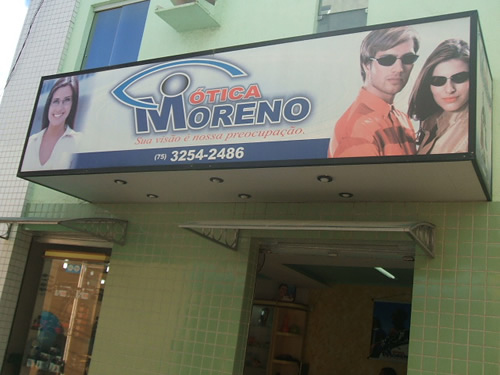 ÓTICA
MORENO
Sua visão é nossa preocupação.
(75) 3254-2486